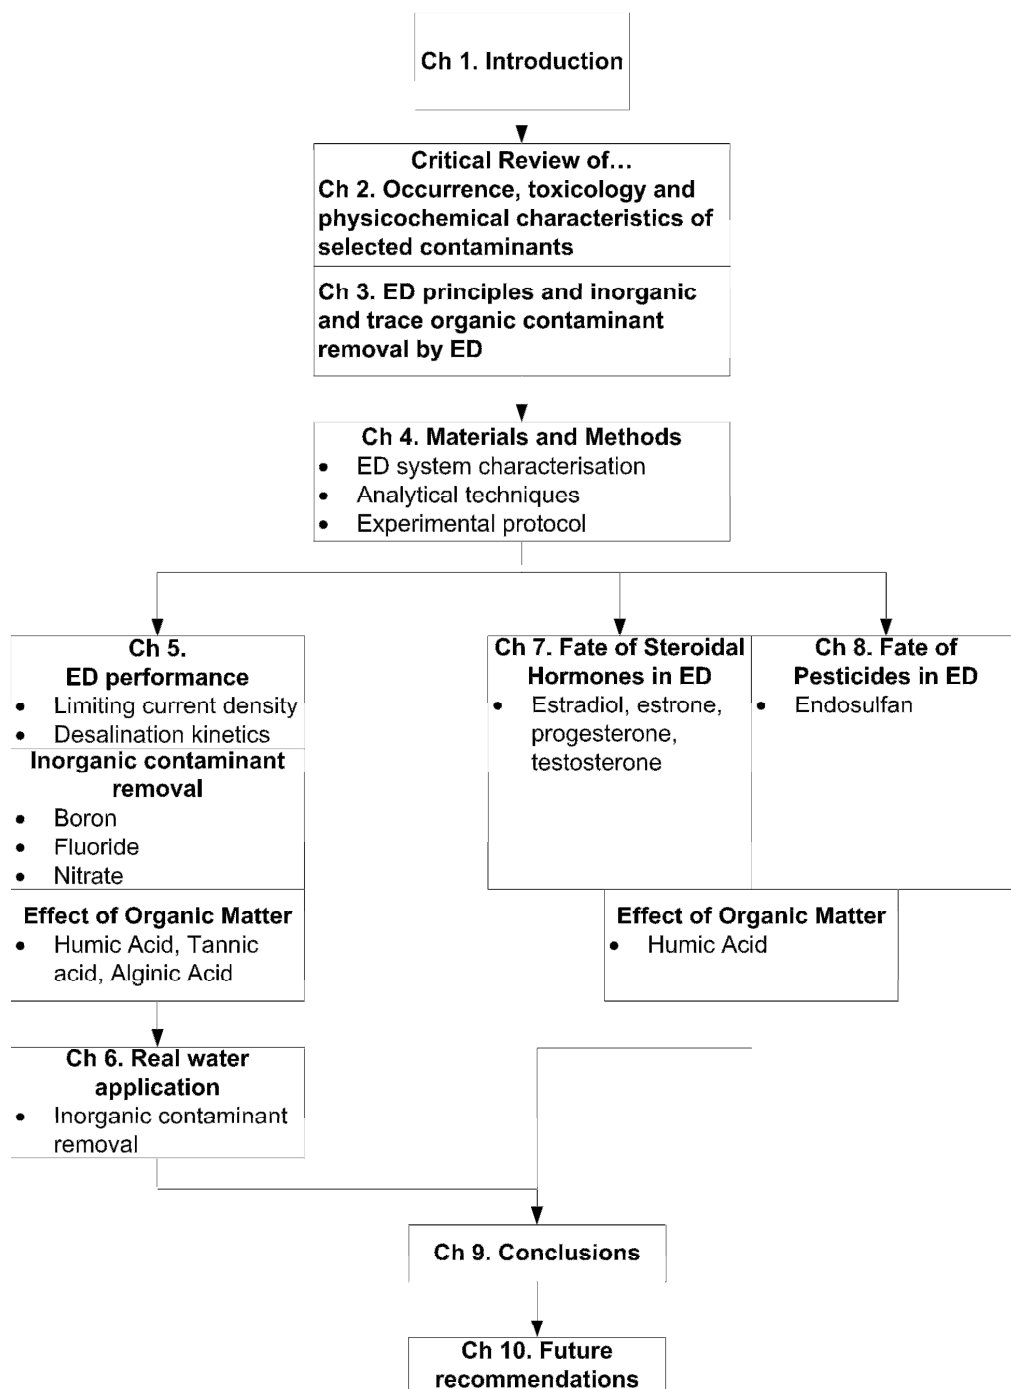 Ch 1. Introduction
Critical Review of...
Ch 2. Occurrence, toxicology and
physicochemical characteristics of
selected contaminants
Ch 3. ED principles and inorganic
and trace organic contaminant
removal by ED
Ch 4. Materials and Methods
• ED system characterisation
• Analytical techniques
• Experimental protocol
Ch 5.
ED performance
• Limiting current density
• Desalination kinetics
Inorganic contaminant
removal
• Boron
• Fluoride
• Nitrate
Effect of Organic Matter
• Humic Acid, Tannic
acid, Alginic Acid
Ch 6. Real water
application
• Inorganic contaminant
removal
Ch 7. Fate of Steroidal
Hormones in ED
• Estradiol, estrone,
progesterone,
testosterone
Ch 8. Fate of
Pesticides in ED
• Endosulfan
Effect of Organic Matter
• Humic Acid
Ch 9. Conclusions
Ch 10. Future
recommendations